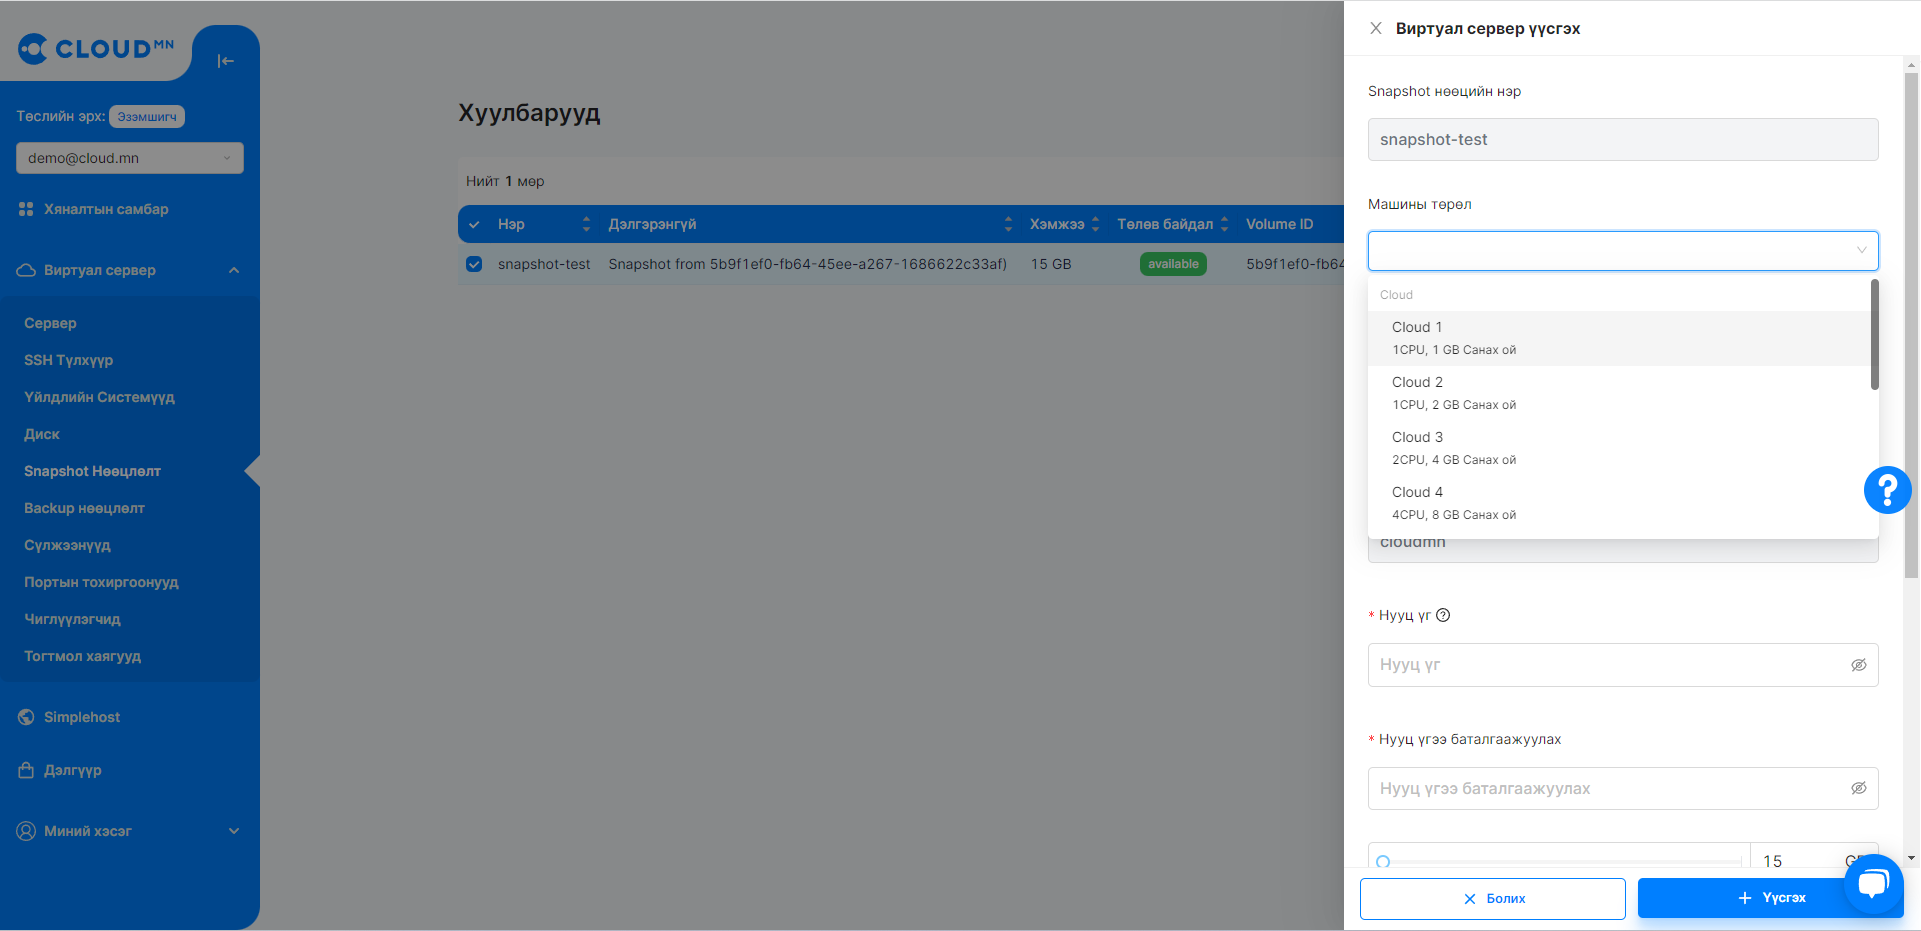 CLOUDMN
Төслийн эрх: Эзэмшигч
demo@cloud.mn
Хяналтын самбар
Виртуал сервер
Сервер
SSH Түлхүүр
Үйлдлийн Системүүд
Диск
Snapshot Нөөцлөлт
Backup нөөцлөлт
Сүлжээнүүд
Портын тохиргоонууд
Чиглүүлэгчид
Тогтмол хаягууд
Simplehost
Дэлгүүр
Миний хэсэг
Хуулбарууд
Нийт 1 мөр
Нэр Дэлгэрэнгүй Хэмжээ Төлөв байдал Volume ID
snapshot-test Snapshot from 5b9f1ef0-fb64-45ee-a267-1686622c33af) 15 GB available 5b9f1ef0-fb64
Виртуал сервер үүсгэх
Snapshot нөөцийн нэр
snapshot-test
Машины төрөл
Cloud
Cloud 1
1CPU, 1 GB Санах ой
Cloud 2
1CPU, 2 GB Санах ой
Cloud 3
2CPU, 4 GB Санах ой
Cloud 4
4CPU, 8 GB Санах ой
cloudmn
* Нууц үг
Нууц үг
* Нууц үгээ баталгаажуулах
Нууц үгээ баталгаажуулах
15
Болих
Үүсгэх